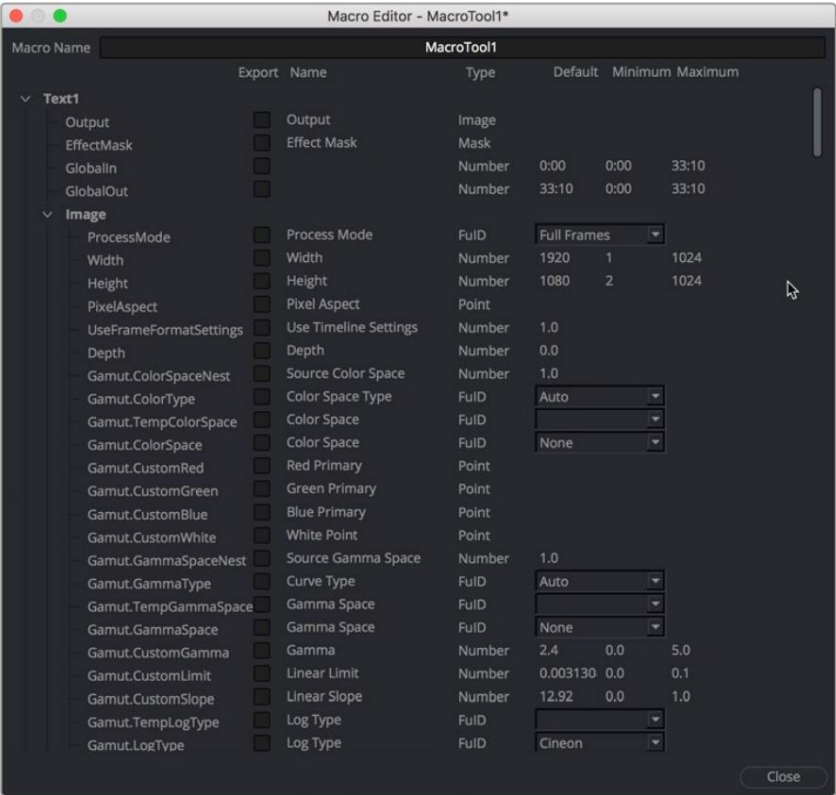 Macro Editor - MacroTool1*
Macro Name MacroTool1
Export Name Type Default Minimum Maximum
Text1
Output Output Image
EffectMask Effect Mask Mask
GlobalIn Number 0:00 0:00 33:10
GlobalOut Number 33:10 0:00 33:10
Image
ProcessMode Process Mode FuID Full Frames
Width Width Number 1920 1 1024
Height Height Number 1080 2 1024
PixelAspect Pixel Aspect Point
UseFrameFormatSettings Use Timeline Settings Number 1.0
Depth Depth Number 0.0
Gamut.ColorSpaceNest Source Color Space Number 1.0
Gamut.ColorType Color Space Type FuID Auto
Gamut.TempColorSpace Color Space FuID
Gamut.ColorSpace Color Space FuID None
Gamut.CustomRed Red Primary Point
Gamut.CustomGreen Green Primary Point
Gamut.CustomBlue Blue Primary Point
Gamut.CustomWhite White Point Point
Gamut.GammaSpaceNest Source Gamma Space Number 1.0
Gamut.GammaType Curve Type FuID Auto
Gamut.TempGammaSpace Gamma Space FuID
Gamut.GammaSpace Gamma Space FuID None
Gamut.CustomGamma Gamma Number 2.4 0.0 5.0
Gamut.CustomLimit Linear Limit Number 0.003130 0.0 0.1
Gamut.CustomSlope Linear Slope Number 12.92 0.0 1.0
Gamut.TempLogType Log Type FuID
Gamut.LogType Log Type FuID Cineon
Close